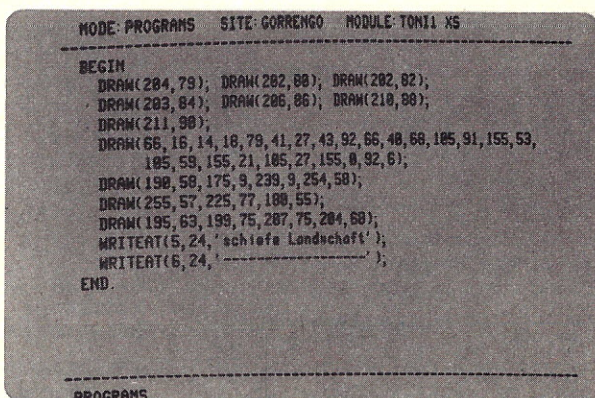 MODE: PROGRAMS SITE: GORRENGO MODULE: TONI1 XS
BEGIN
DRAW(204,79); DRAW(202,80); DRAW(202,82);
DRAW(203,84); DRAW(206,86); DRAW(210,88);
DRAW(211,90);
DRAW(66,16,14,18,79,41,27,43,92,66,40,68,105,91,155,53,
105,59,155,21,105,27,155,0,92,6);
DRAW(190,58,175,9,239,9,254,58);
DRAW(255,57,225,77,180,55);
DRAW(195,63,199,75,207,75,204,60);
WRITEAT(5,24,'schiefe Landschaft');
WRITEAT(6,24,'------------------');
END.
PROGRAMS